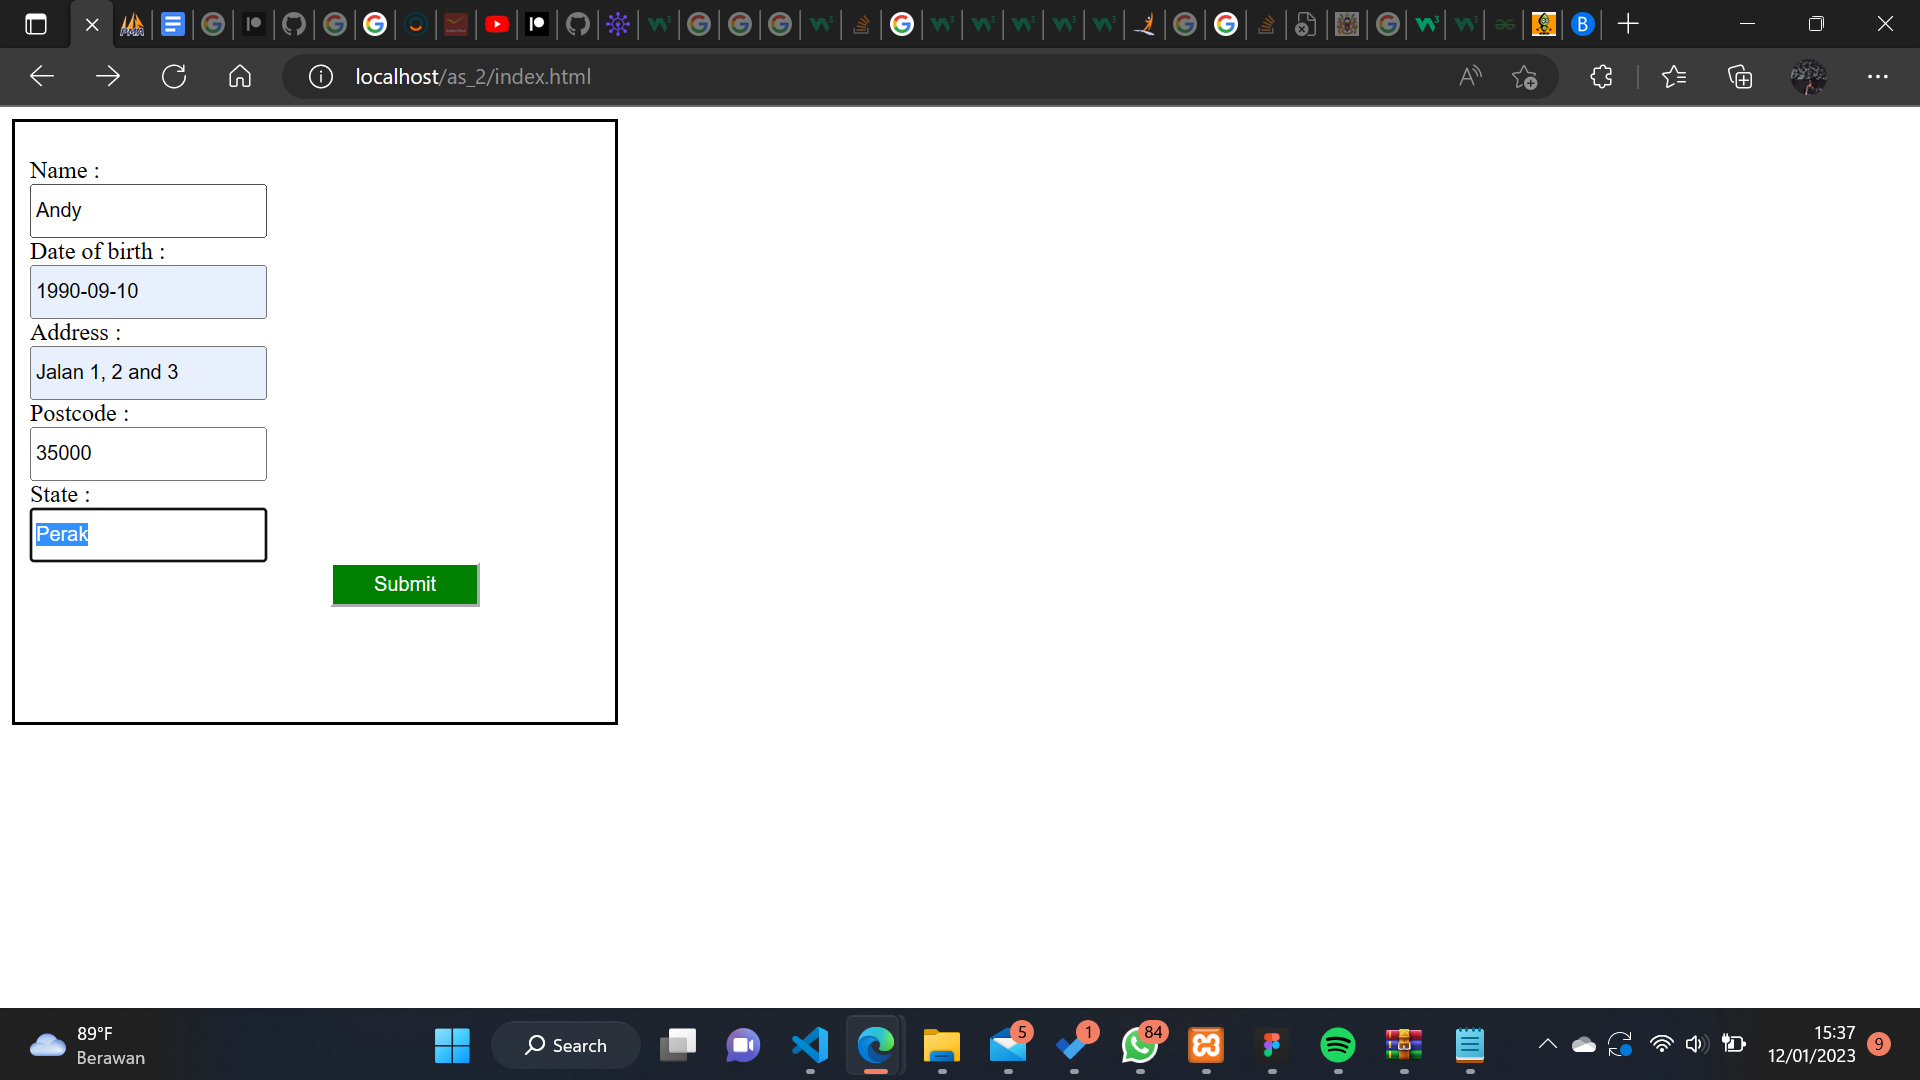 localhost/as_2/index.html
Name :
Andy
Date of birth :
1990-09-10
Address :
Jalan 1, 2 and 3
Postcode :
35000
State :
Perak
Submit
89°F
Berawan
Search
5
1
84
15:37
12/01/2023
9